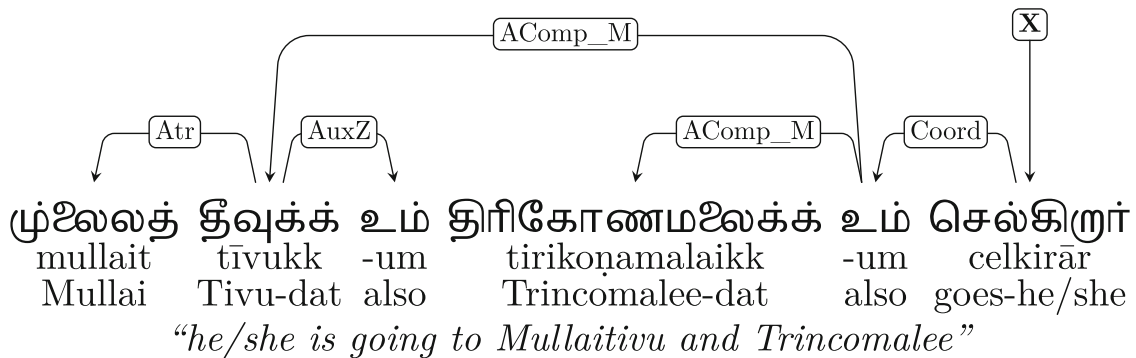 AComp_M X
Atr AuxZ AComp_M Coord
முல்லைத் தீவுக்க் உம் திரிகோணமலைக்க் உம் செல்கிறார்
mullait tīvukk -um tirikoṇamalaikk -um celkirār
Mullai Tivu-dat also Trincomalee-dat also goes-he/she
“he/she is going to Mullaitivu and Trincomalee”